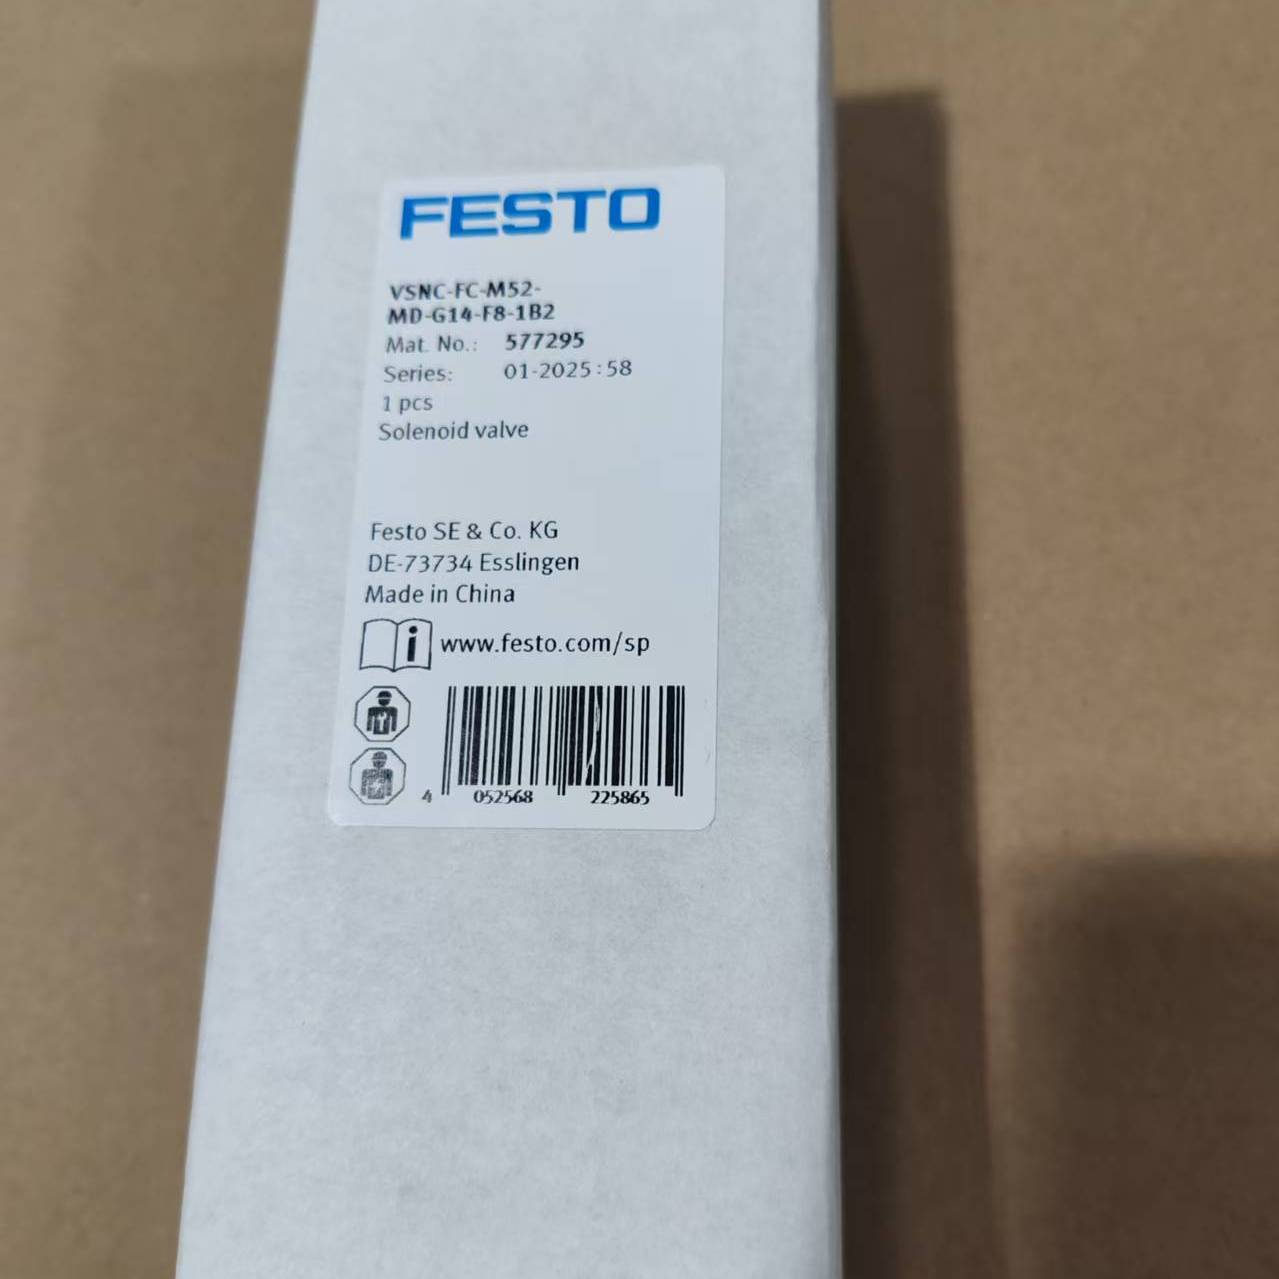 FESTO
VSNC-FC-M52-
MD-G14-F8-1B2
Mat. No.: 577295
Series: 01-2025:58
1 pcs
Solenoid valve
Festo SE & Co. KG
DE-73734 Esslingen
Made in China
i www.festo.com/sp
4 052568 225865